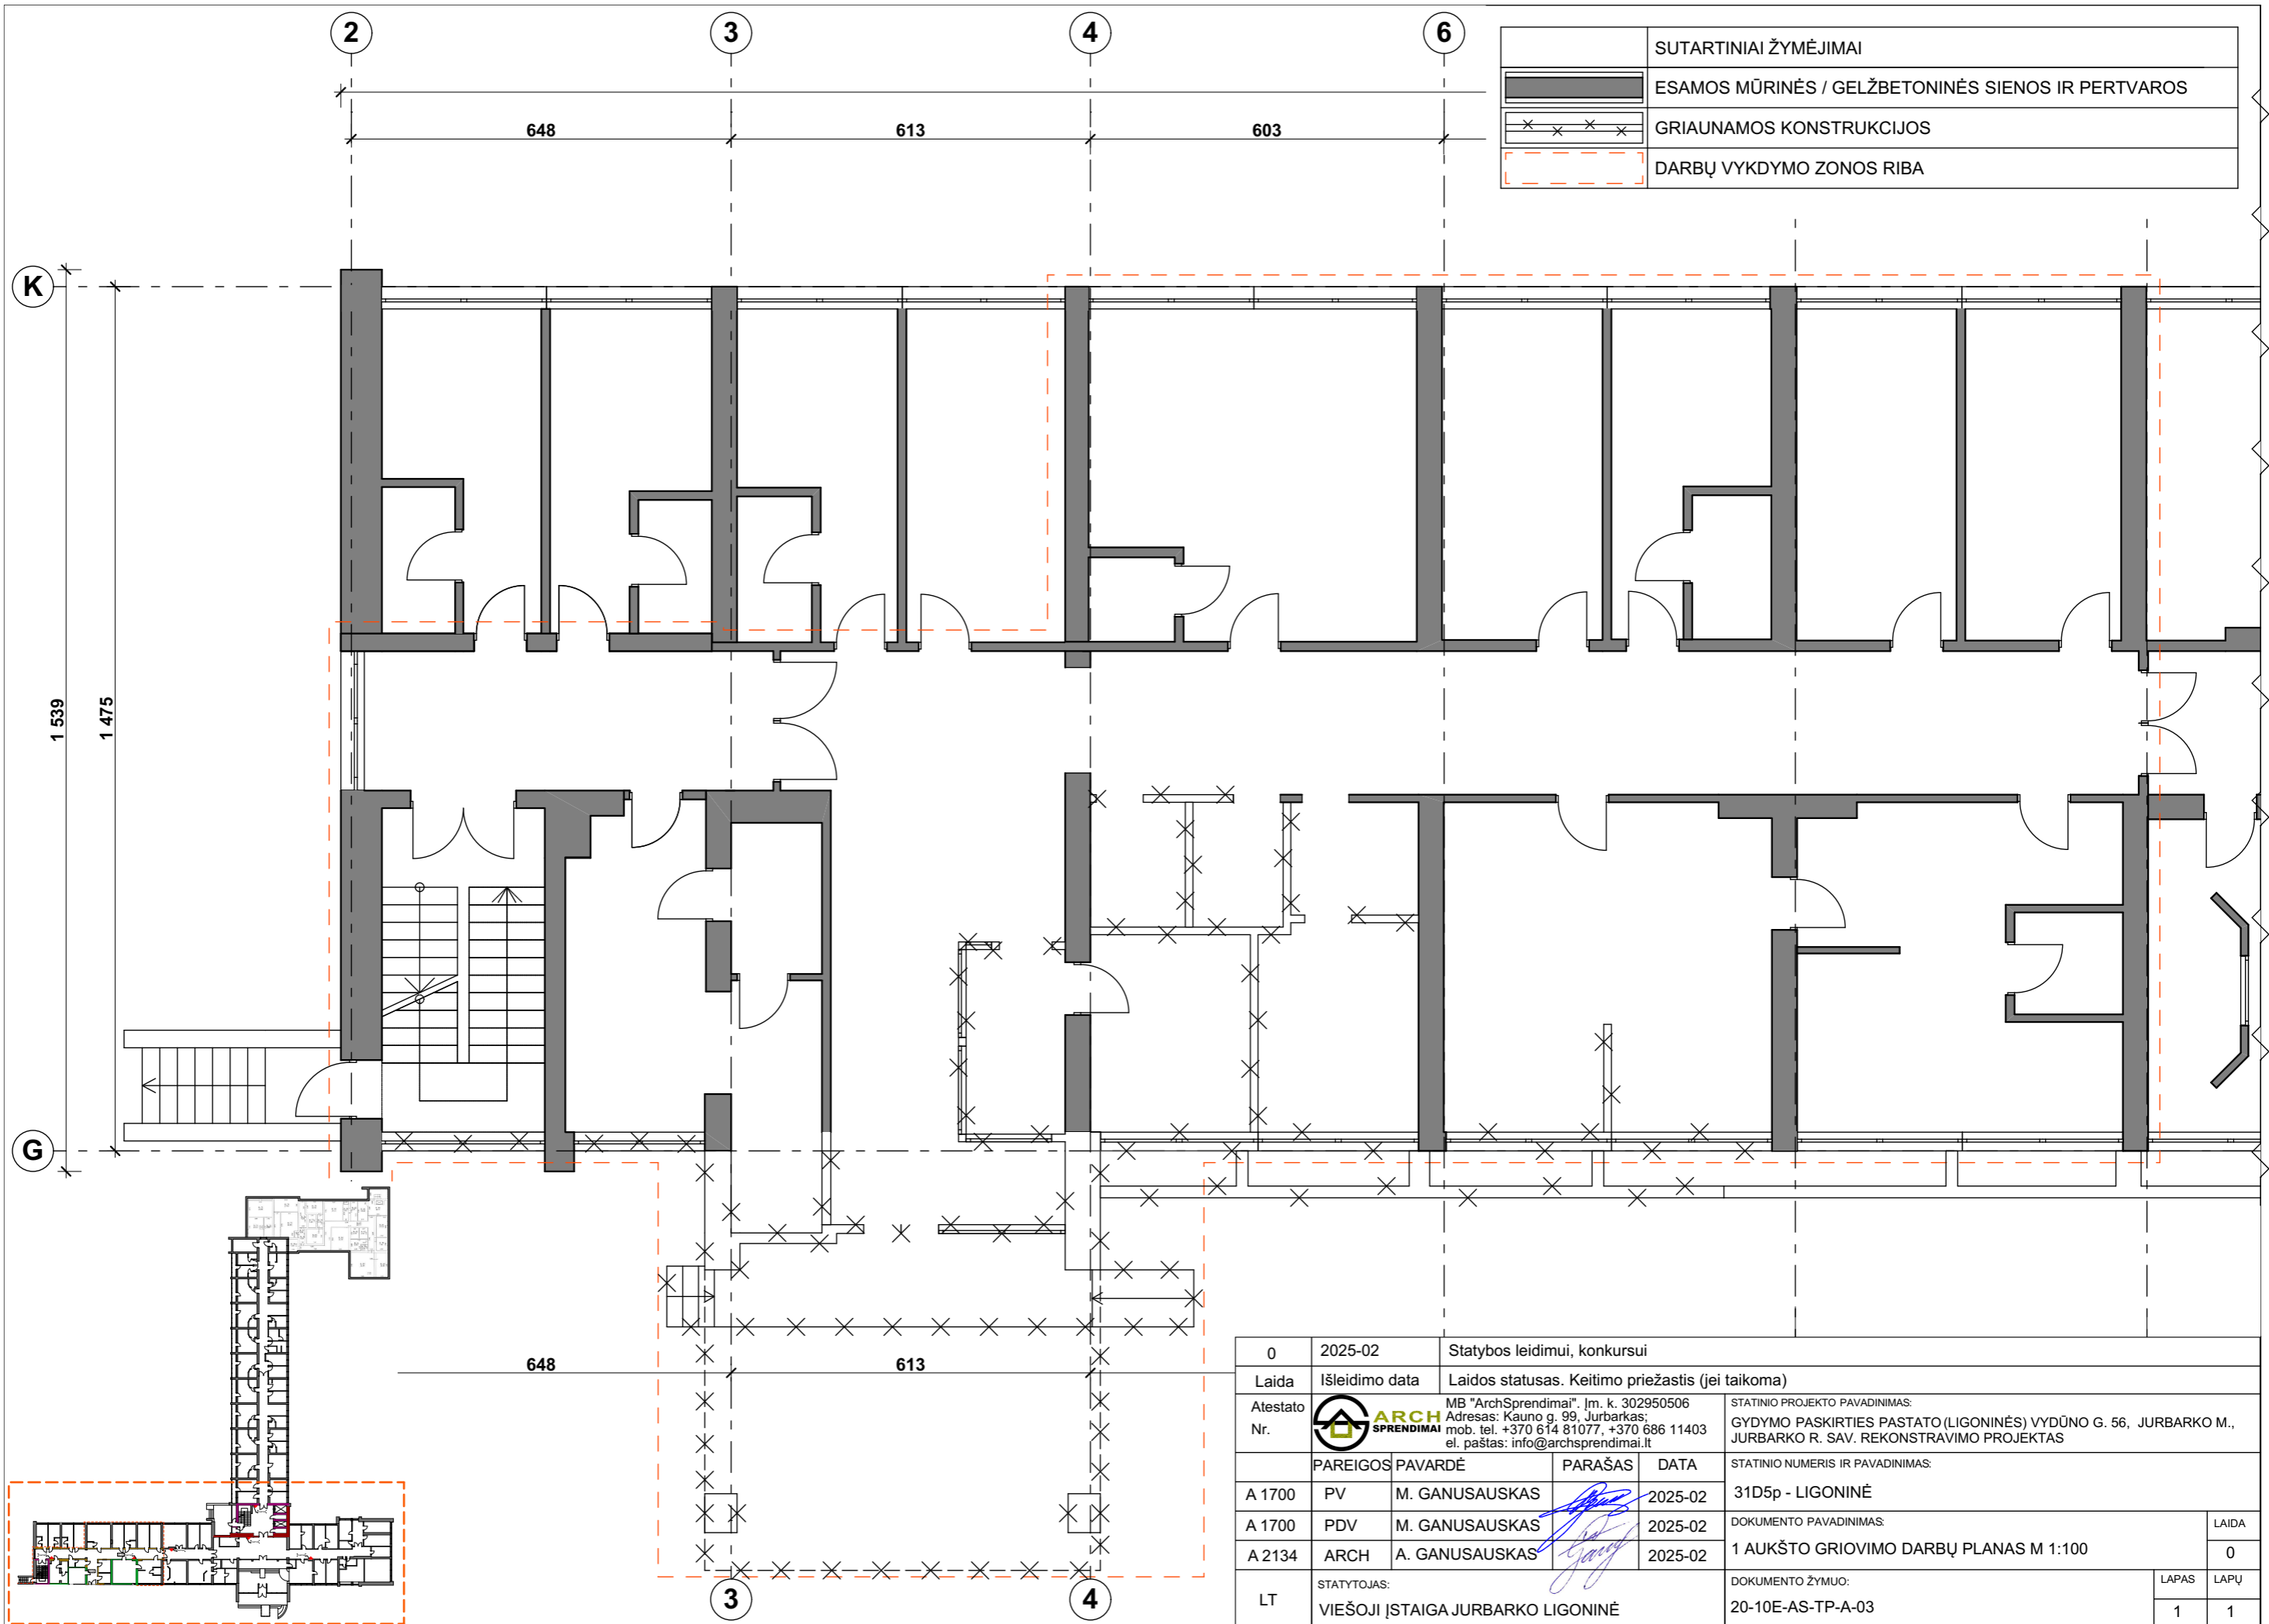 2
3
4
6
SUTARTINIAI ŽYMĖJIMAI
ESAMOS MŪRINĖS / GELŽBETONINĖS SIENOS IR PERTVAROS
GRIAUNAMOS KONSTRUKCIJOS
DARBŲ VYKDYMO ZONOS RIBA
648
613
603
K
1 539
1 475
G
648
613
3
4
0
2025-02
Statybos leidimui, konkursui
Laida
Išleidimo data
Laidos statusas. Keitimo priežastis (jei taikoma)
Atestato
Nr.
ARCH
SPRENDIMAI
MB "ArchSprendimai". Įm. k. 302950506
Adresas: Kauno g. 99, Jurbarkas;
mob. tel. +370 614 81077, +370 686 11403
el. paštas: info@archsprendimai.lt
STATINIO PROJEKTO PAVADINIMAS:
GYDYMO PASKIRTIES PASTATO (LIGONINĖS) VYDŪNO G. 56, JURBARKO M.,
JURBARKO R. SAV. REKONSTRAVIMO PROJEKTAS
PAREIGOS
PAVARDĖ
PARAŠAS
DATA
STATINIO NUMERIS IR PAVADINIMAS:
31D5p - LIGONINĖ
A 1700
PV
M. GANUSAUSKAS
2025-02
A 1700
PDV
M. GANUSAUSKAS
2025-02
A 2134
ARCH
A. GANUSAUSKAS
2025-02
DOKUMENTO PAVADINIMAS:
1 AUKŠTO GRIOVIMO DARBŲ PLANAS M 1:100
LAIDA
0
LT
STATYTOJAS:
VIEŠOJI ĮSTAIGA JURBARKO LIGONINĖ
DOKUMENTO ŽYMUO:
20-10E-AS-TP-A-03
LAPAS
LAPŲ
1
1